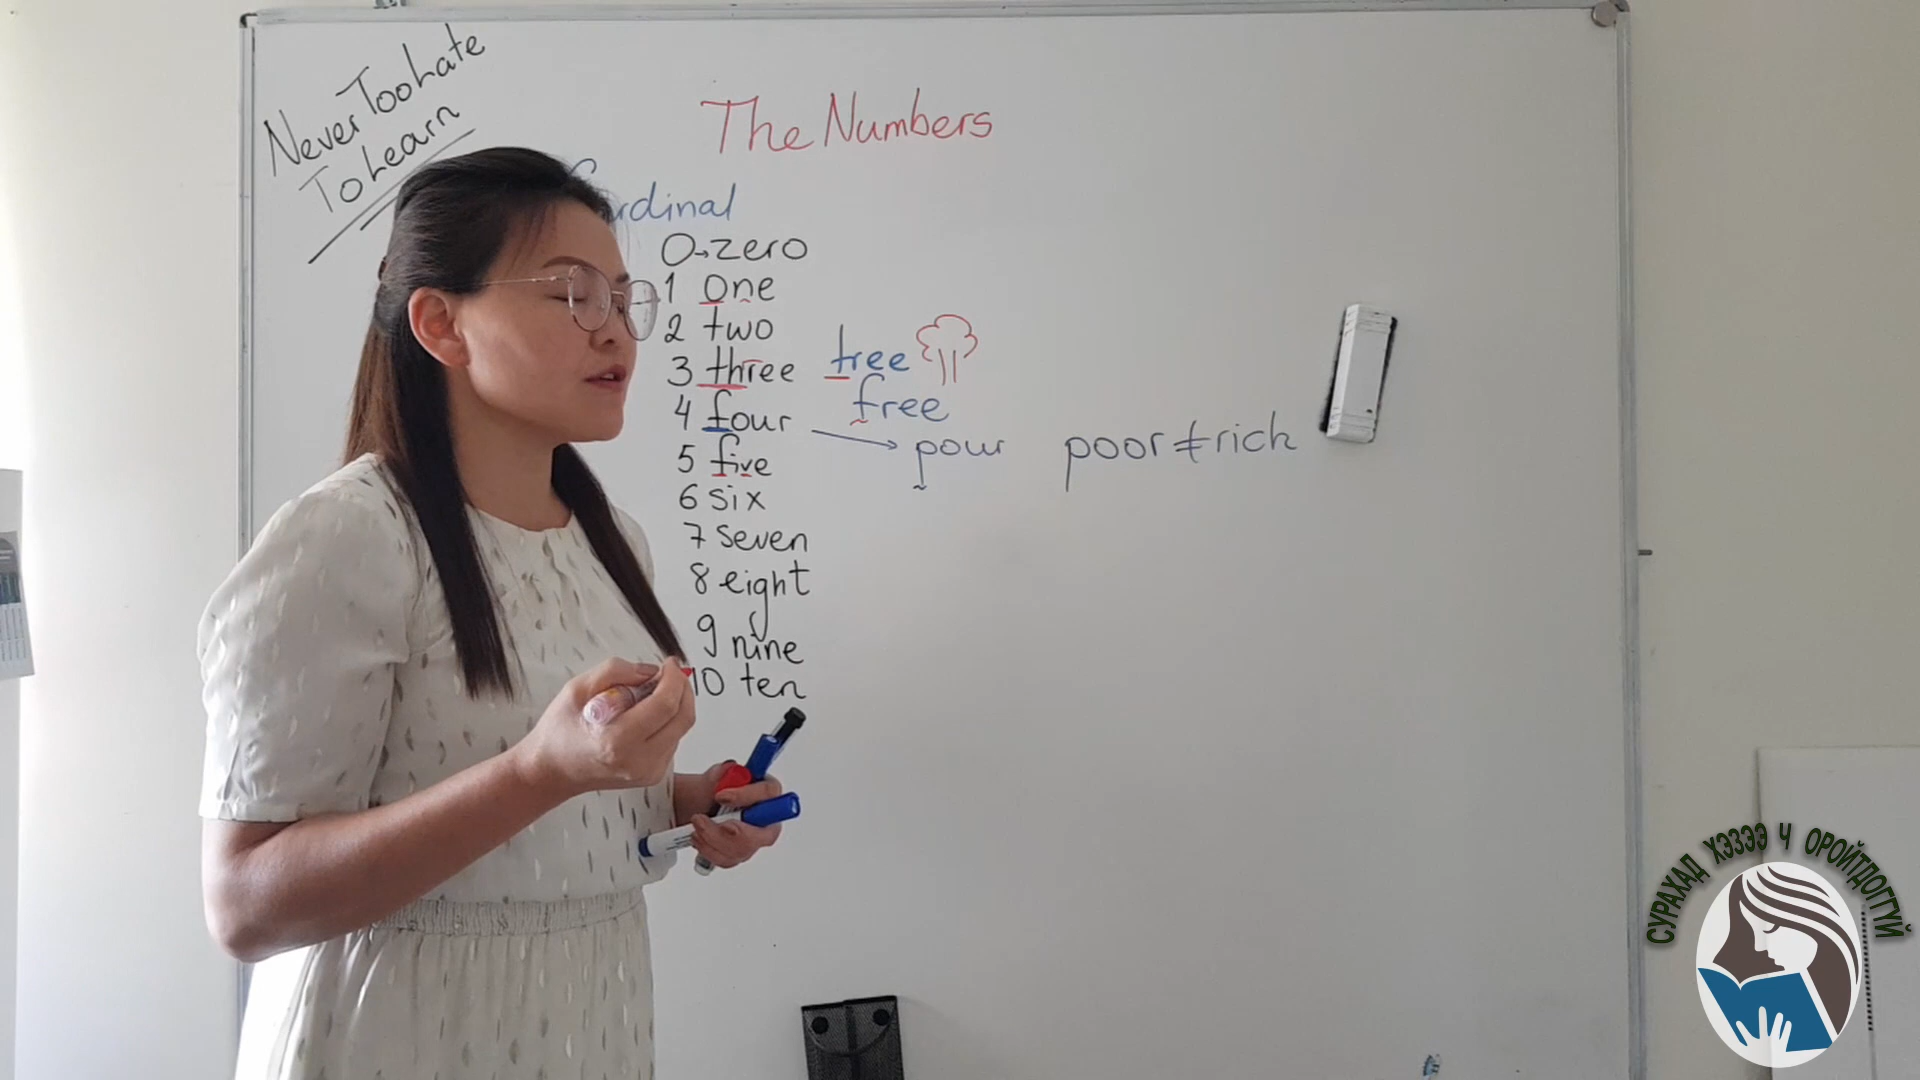 Never Too Late
To Learn
The Numbers
Cardinal
0→zero
1 one
2 two
3 three tree
free
4 four → pour poor ≠ rich
5 five
6 six
7 seven
8 eight
9 nine
10 ten
СУРАХАД ХЭЗЭЭ Ч ОРОЙТДОГГҮЙ